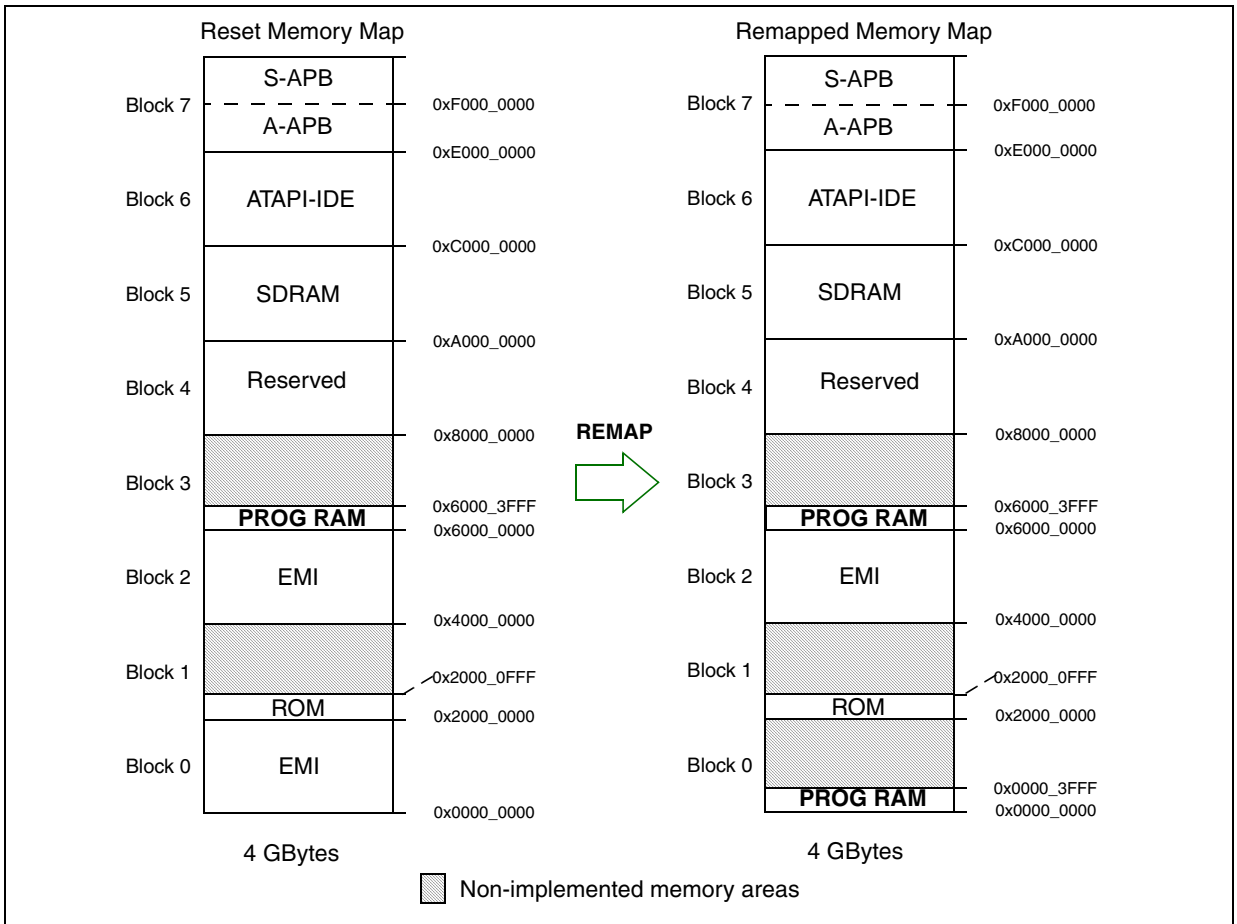 Reset Memory Map
S-APB
Block 7
0xF000_0000
A-APB
0xE000_0000
Block 6
ATAPI-IDE
0xC000_0000
Block 5
SDRAM
0xA000_0000
Block 4
Reserved
0x8000_0000
Block 3
0x6000_3FFF
PROG RAM
0x6000_0000
Block 2
EMI
0x4000_0000
Block 1
0x2000_0FFF
ROM
0x2000_0000
Block 0
EMI
0x0000_0000
4 GBytes
REMAP
Remapped Memory Map
S-APB
Block 7
0xF000_0000
A-APB
0xE000_0000
Block 6
ATAPI-IDE
0xC000_0000
Block 5
SDRAM
0xA000_0000
Block 4
Reserved
0x8000_0000
Block 3
0x6000_3FFF
PROG RAM
0x6000_0000
Block 2
EMI
0x4000_0000
Block 1
0x2000_0FFF
ROM
0x2000_0000
Block 0
0x0000_3FFF
PROG RAM
0x0000_0000
4 GBytes
Non-implemented memory areas